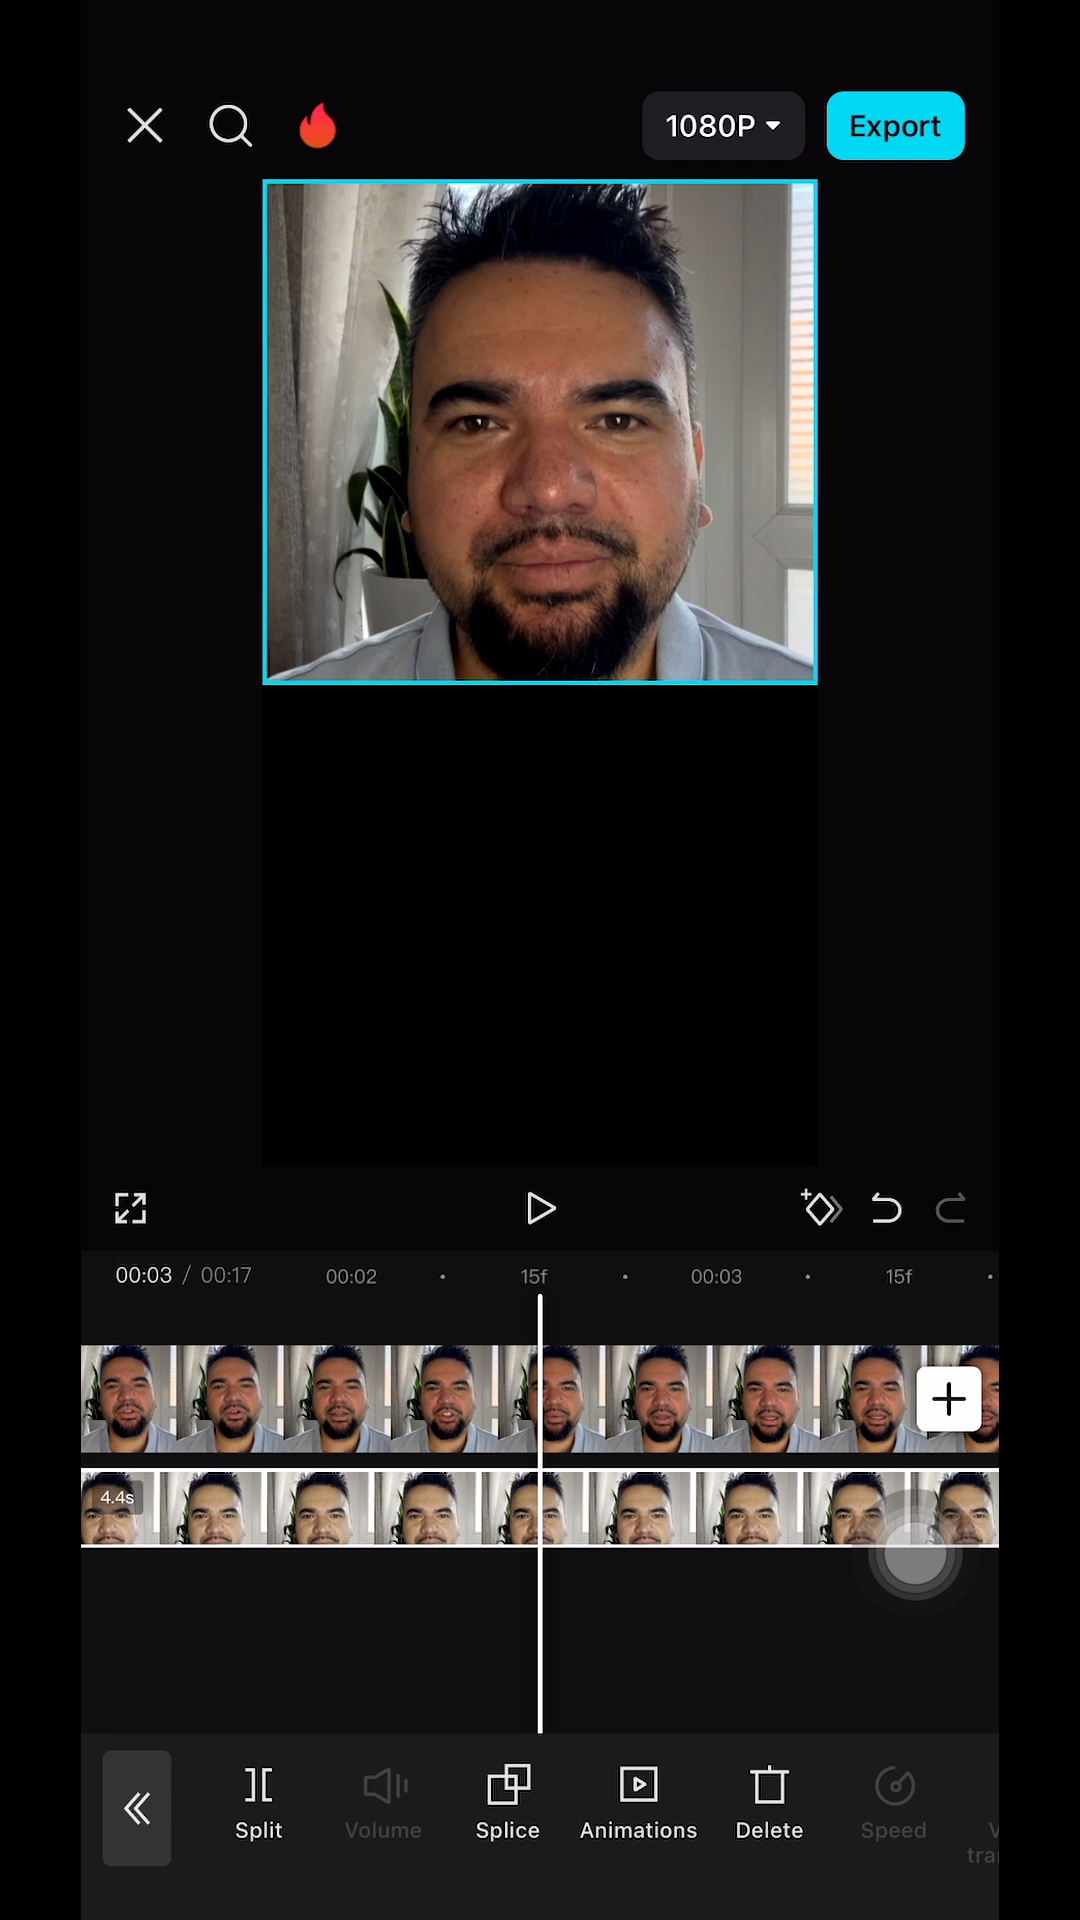 1080P Export
00:03 / 00:17 00:02 15f 00:03 15f
4.4s
Split Volume Splice Animations Delete Speed